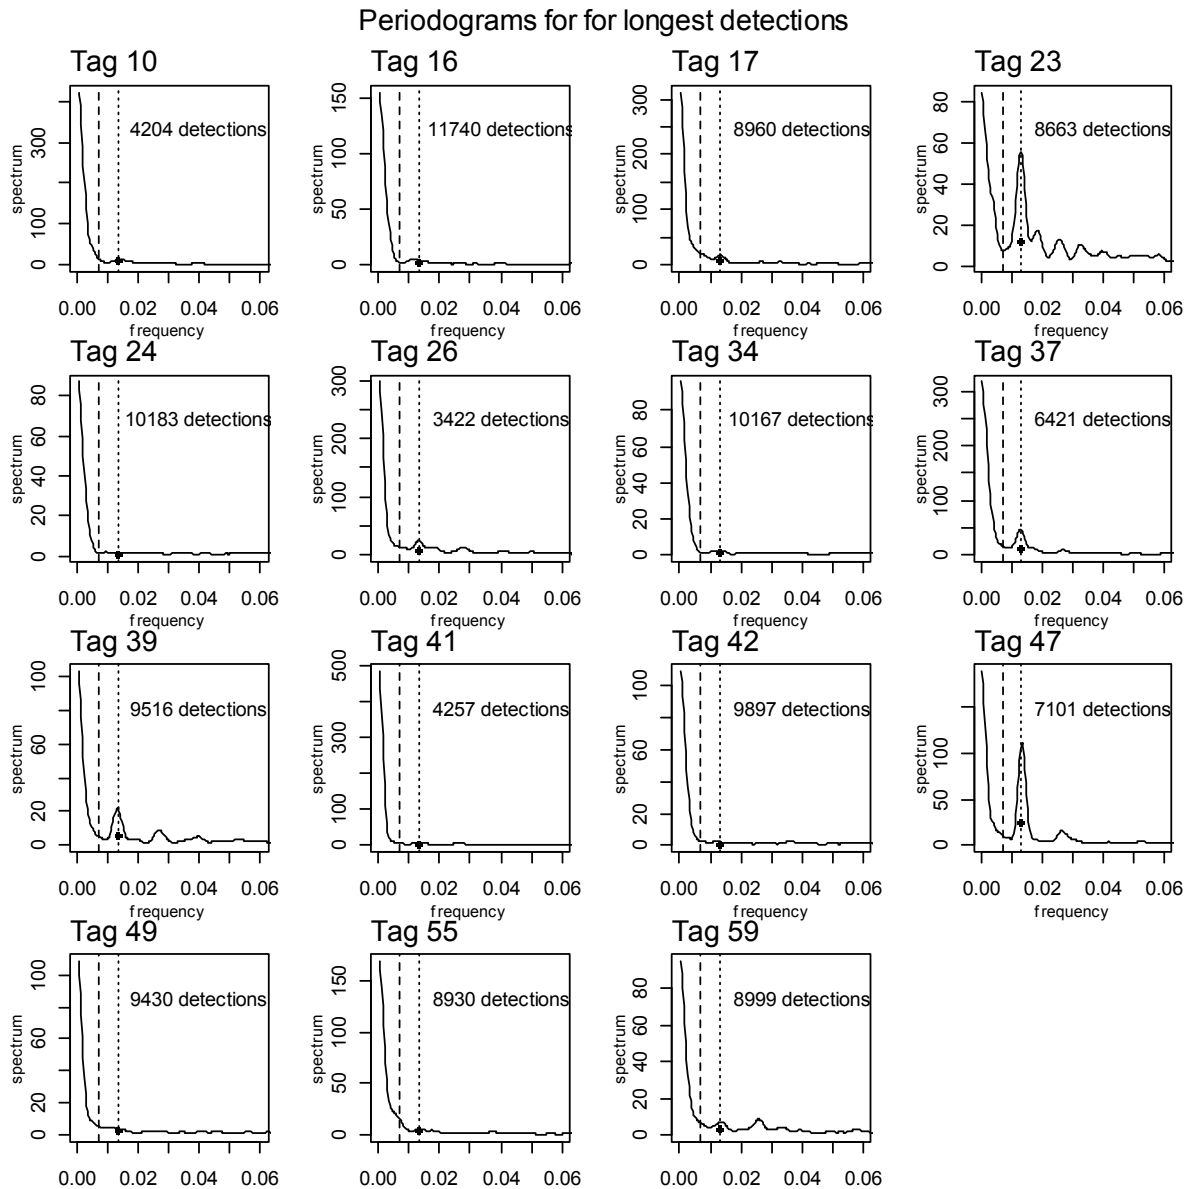 Periodograms for for longest detections
Tag 10
Tag 16
Tag 17
Tag 23
4204 detections
11740 detections
8960 detections
8663 detections
spectrum
0 100 300
spectrum
0 50 100 150
spectrum
0 100 200 300
spectrum
0 20 40 60 80
0.00 0.02 0.04 0.06
0.00 0.02 0.04 0.06
0.00 0.02 0.04 0.06
0.00 0.02 0.04 0.06
frequency
frequency
frequency
frequency
Tag 24
Tag 26
Tag 34
Tag 37
10183 detections
3422 detections
10167 detections
6421 detections
spectrum
0 20 40 60 80
spectrum
0 100 200 300
spectrum
0 20 40 60 80
spectrum
0 100 200 300
0.00 0.02 0.04 0.06
0.00 0.02 0.04 0.06
0.00 0.02 0.04 0.06
0.00 0.02 0.04 0.06
frequency
frequency
frequency
frequency
Tag 39
Tag 41
Tag 42
Tag 47
9516 detections
4257 detections
9897 detections
7101 detections
spectrum
0 20 40 60 80 100
spectrum
0 100 300 500
spectrum
0 20 40 60 80 100
spectrum
0 50 100
0.00 0.02 0.04 0.06
0.00 0.02 0.04 0.06
0.00 0.02 0.04 0.06
0.00 0.02 0.04 0.06
frequency
frequency
frequency
frequency
Tag 49
Tag 55
Tag 59
9430 detections
8930 detections
8999 detections
spectrum
0 20 40 60 80 100
spectrum
0 50 100 150
spectrum
0 20 40 60 80
0.00 0.02 0.04 0.06
0.00 0.02 0.04 0.06
0.00 0.02 0.04 0.06